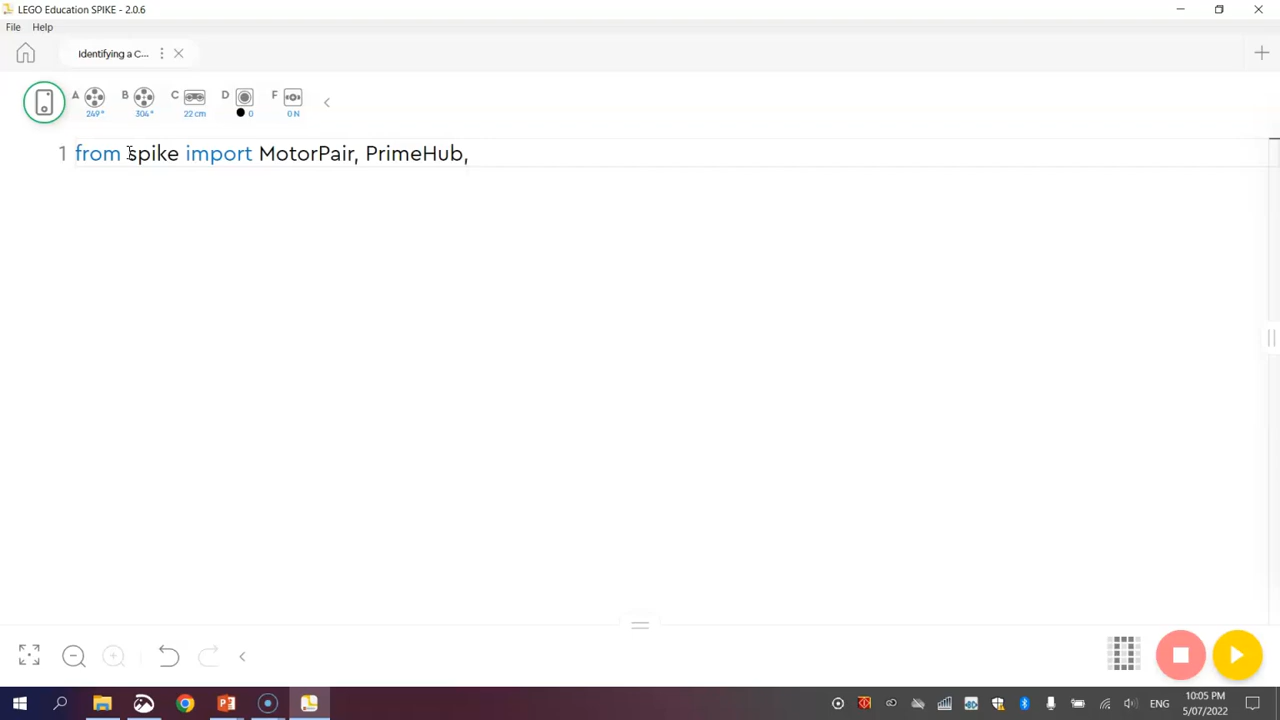 LEGO Education SPIKE - 2.0.6
File Help
Identifying a C...
A B C D F
249° 304° 22 cm 0 0 N
1 from spike import MotorPair, PrimeHub,
ENG
10:05 PM
5/07/2022